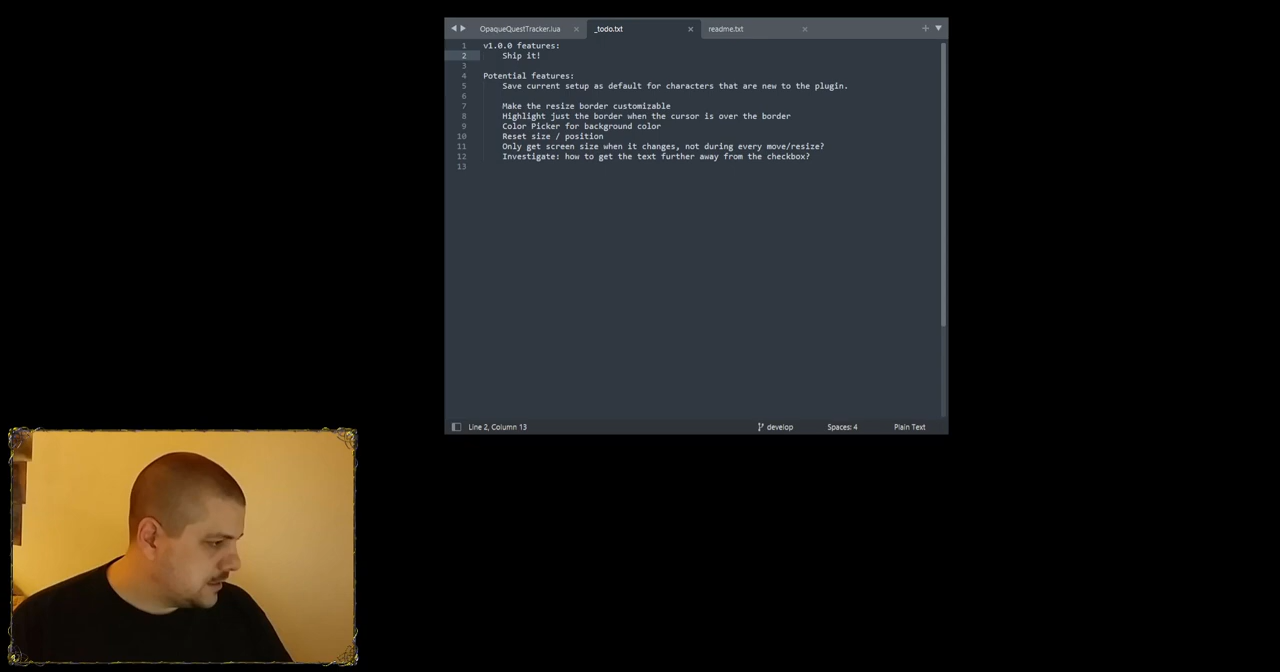 OpaqueQuestTracker.lua × _todo.txt × readme.txt × +
1 v1.0.0 features:
2 Ship it!
3
4 Potential features:
5 Save current setup as default for characters that are new to the plugin.
6
7 Make the resize border customizable
8 Highlight just the border when the cursor is over the border
9 Color Picker for background color
10 Reset size / position
11 Only get screen size when it changes, not during every move/resize?
12 Investigate: how to get the text further away from the checkbox?
13
Line 2, Column 13 develop Spaces: 4 Plain Text